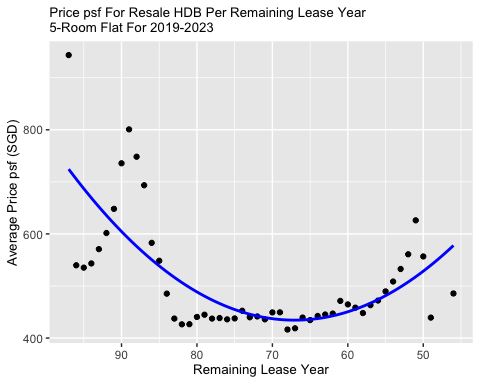 Price psf For Resale HDB Per Remaining Lease Year
5-Room Flat For 2019-2023
Average Price psf (SGD)
800
600
400
90 80 70 60 50
Remaining Lease Year